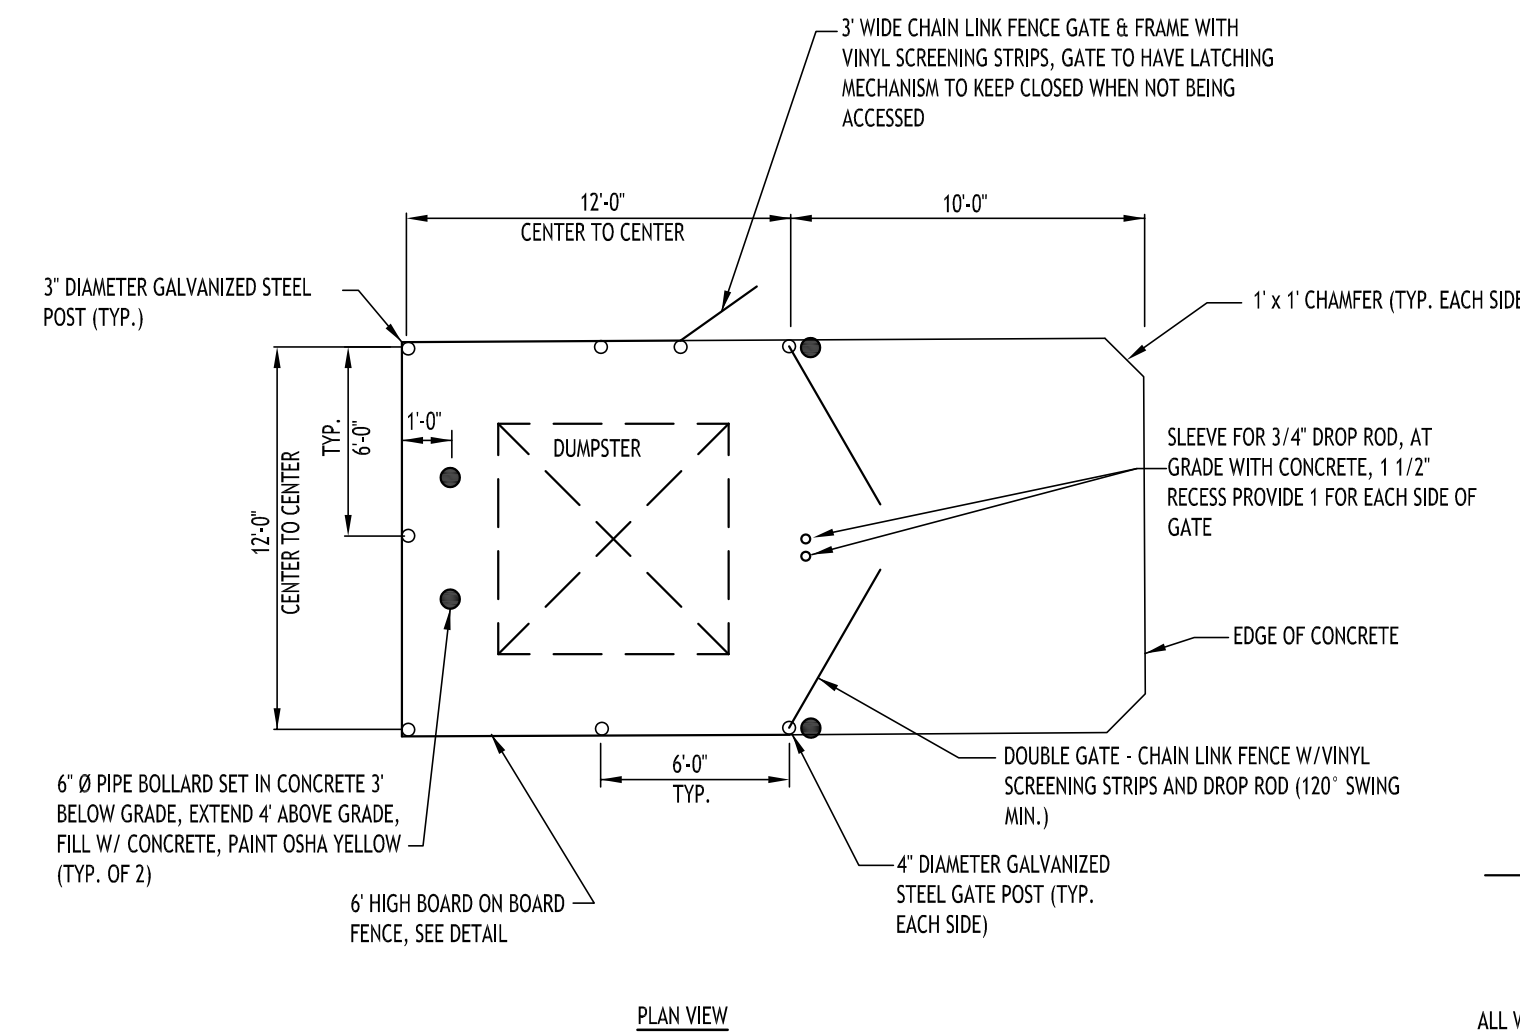 3' WIDE CHAIN LINK FENCE GATE & FRAME WITH
VINYL SCREENING STRIPS, GATE TO HAVE LATCHING
MECHANISM TO KEEP CLOSED WHEN NOT BEING
ACCESSED
12'-0"
CENTER TO CENTER
10'-0"
3" DIAMETER GALVANIZED STEEL
POST (TYP.)
1' x 1' CHAMFER (TYP. EACH SIDE
TYP.
6'-0"
1'-0"
DUMPSTER
12'-0"
CENTER TO CENTER
SLEEVE FOR 3/4" DROP ROD, AT
GRADE WITH CONCRETE, 1 1/2"
RECESS PROVIDE 1 FOR EACH SIDE OF
GATE
EDGE OF CONCRETE
6'-0"
TYP.
DOUBLE GATE - CHAIN LINK FENCE W/VINYL
SCREENING STRIPS AND DROP ROD (120° SWING
MIN.)
6" Ø PIPE BOLLARD SET IN CONCRETE 3'
BELOW GRADE, EXTEND 4' ABOVE GRADE,
FILL W/ CONCRETE, PAINT OSHA YELLOW
(TYP. OF 2)
4" DIAMETER GALVANIZED
STEEL GATE POST (TYP.
EACH SIDE)
6' HIGH BOARD ON BOARD
FENCE, SEE DETAIL
PLAN VIEW
ALL